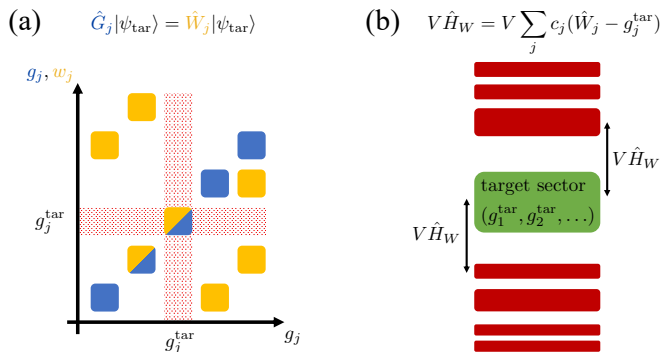 (a)
Ĝ_j|ψ_tar⟩ = Ŵ_j|ψ_tar⟩
g_j, w_j
g_j^tar
g_j^tar
g_j
(b)
VĤ_W = V ∑_j c_j(Ŵ_j − g_j^tar)
VĤ_W
target sector
(g_1^tar, g_2^tar, . . .)
VĤ_W